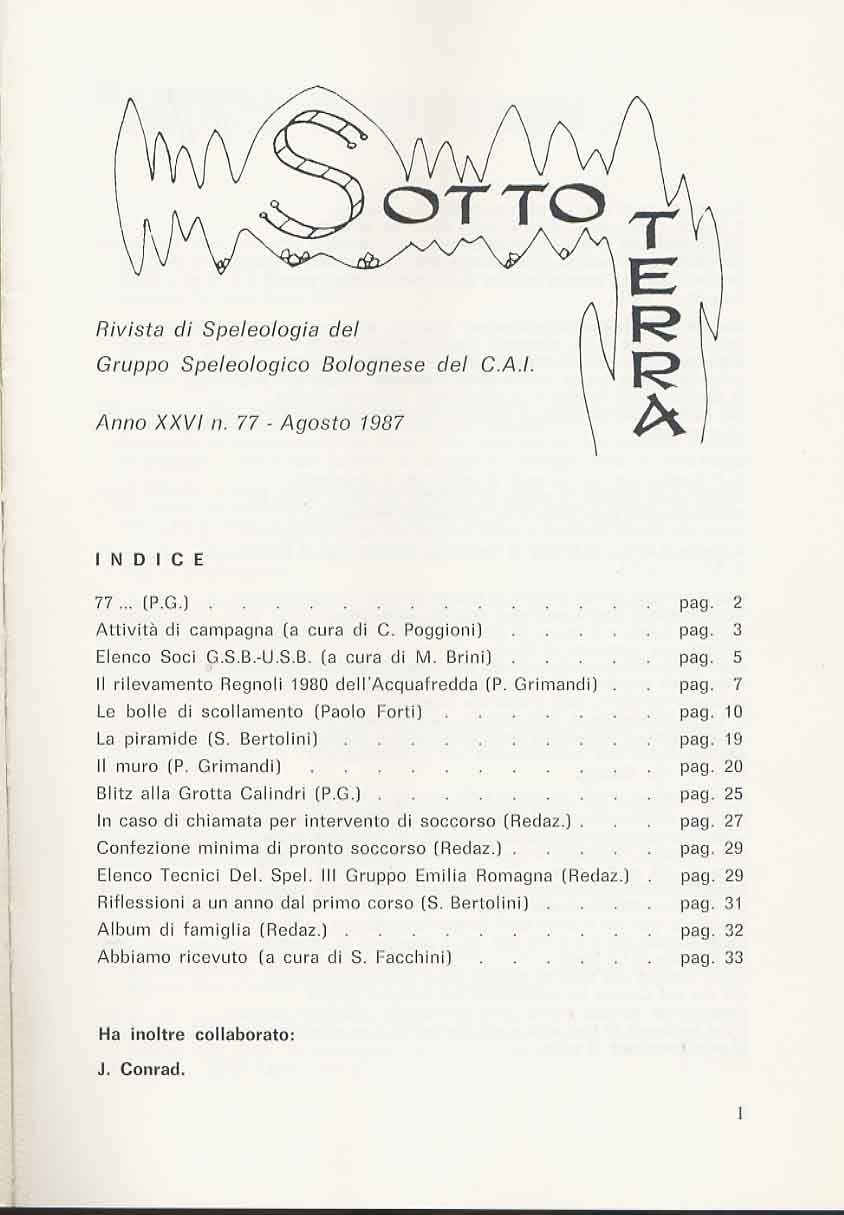 SOTTO
TERRA
Rivista di Speleologia del
Gruppo Speleologico Bolognese del C.A.I.
Anno XXVI n. 77 - Agosto 1987
INDICE
77 ... (P.G.) . . . . . . . . . . . . . . pag. 2
Attività di campagna (a cura di C. Poggioni) . . . . . pag. 3
Elenco Soci G.S.B.-U.S.B. (a cura di M. Brini) . . . . . pag. 5
Il rilevamento Regnoli 1980 dell'Acquafredda (P. Grimandi) . . pag. 7
Le bolle di scollamento (Paolo Forti) . . . . . . . pag. 10
La piramide (S. Bertolini) . . . . . . . . . . pag. 19
Il muro (P. Grimandi) . . . . . . . . . . . pag. 20
Blitz alla Grotta Calindri (P.G.) . . . . . . . . . pag. 25
In caso di chiamata per intervento di soccorso (Redaz.) . . . pag. 27
Confezione minima di pronto soccorso (Redaz.) . . . . . pag. 29
Elenco Tecnici Del. Spel. III Gruppo Emilia Romagna (Redaz.) . pag. 29
Riflessioni a un anno dal primo corso (S. Bertolini) . . . . pag. 31
Album di famiglia (Redaz.) . . . . . . . . . . pag. 32
Abbiamo ricevuto (a cura di S. Facchini) . . . . . . pag. 33
Ha inoltre collaborato:
J. Conrad.
1